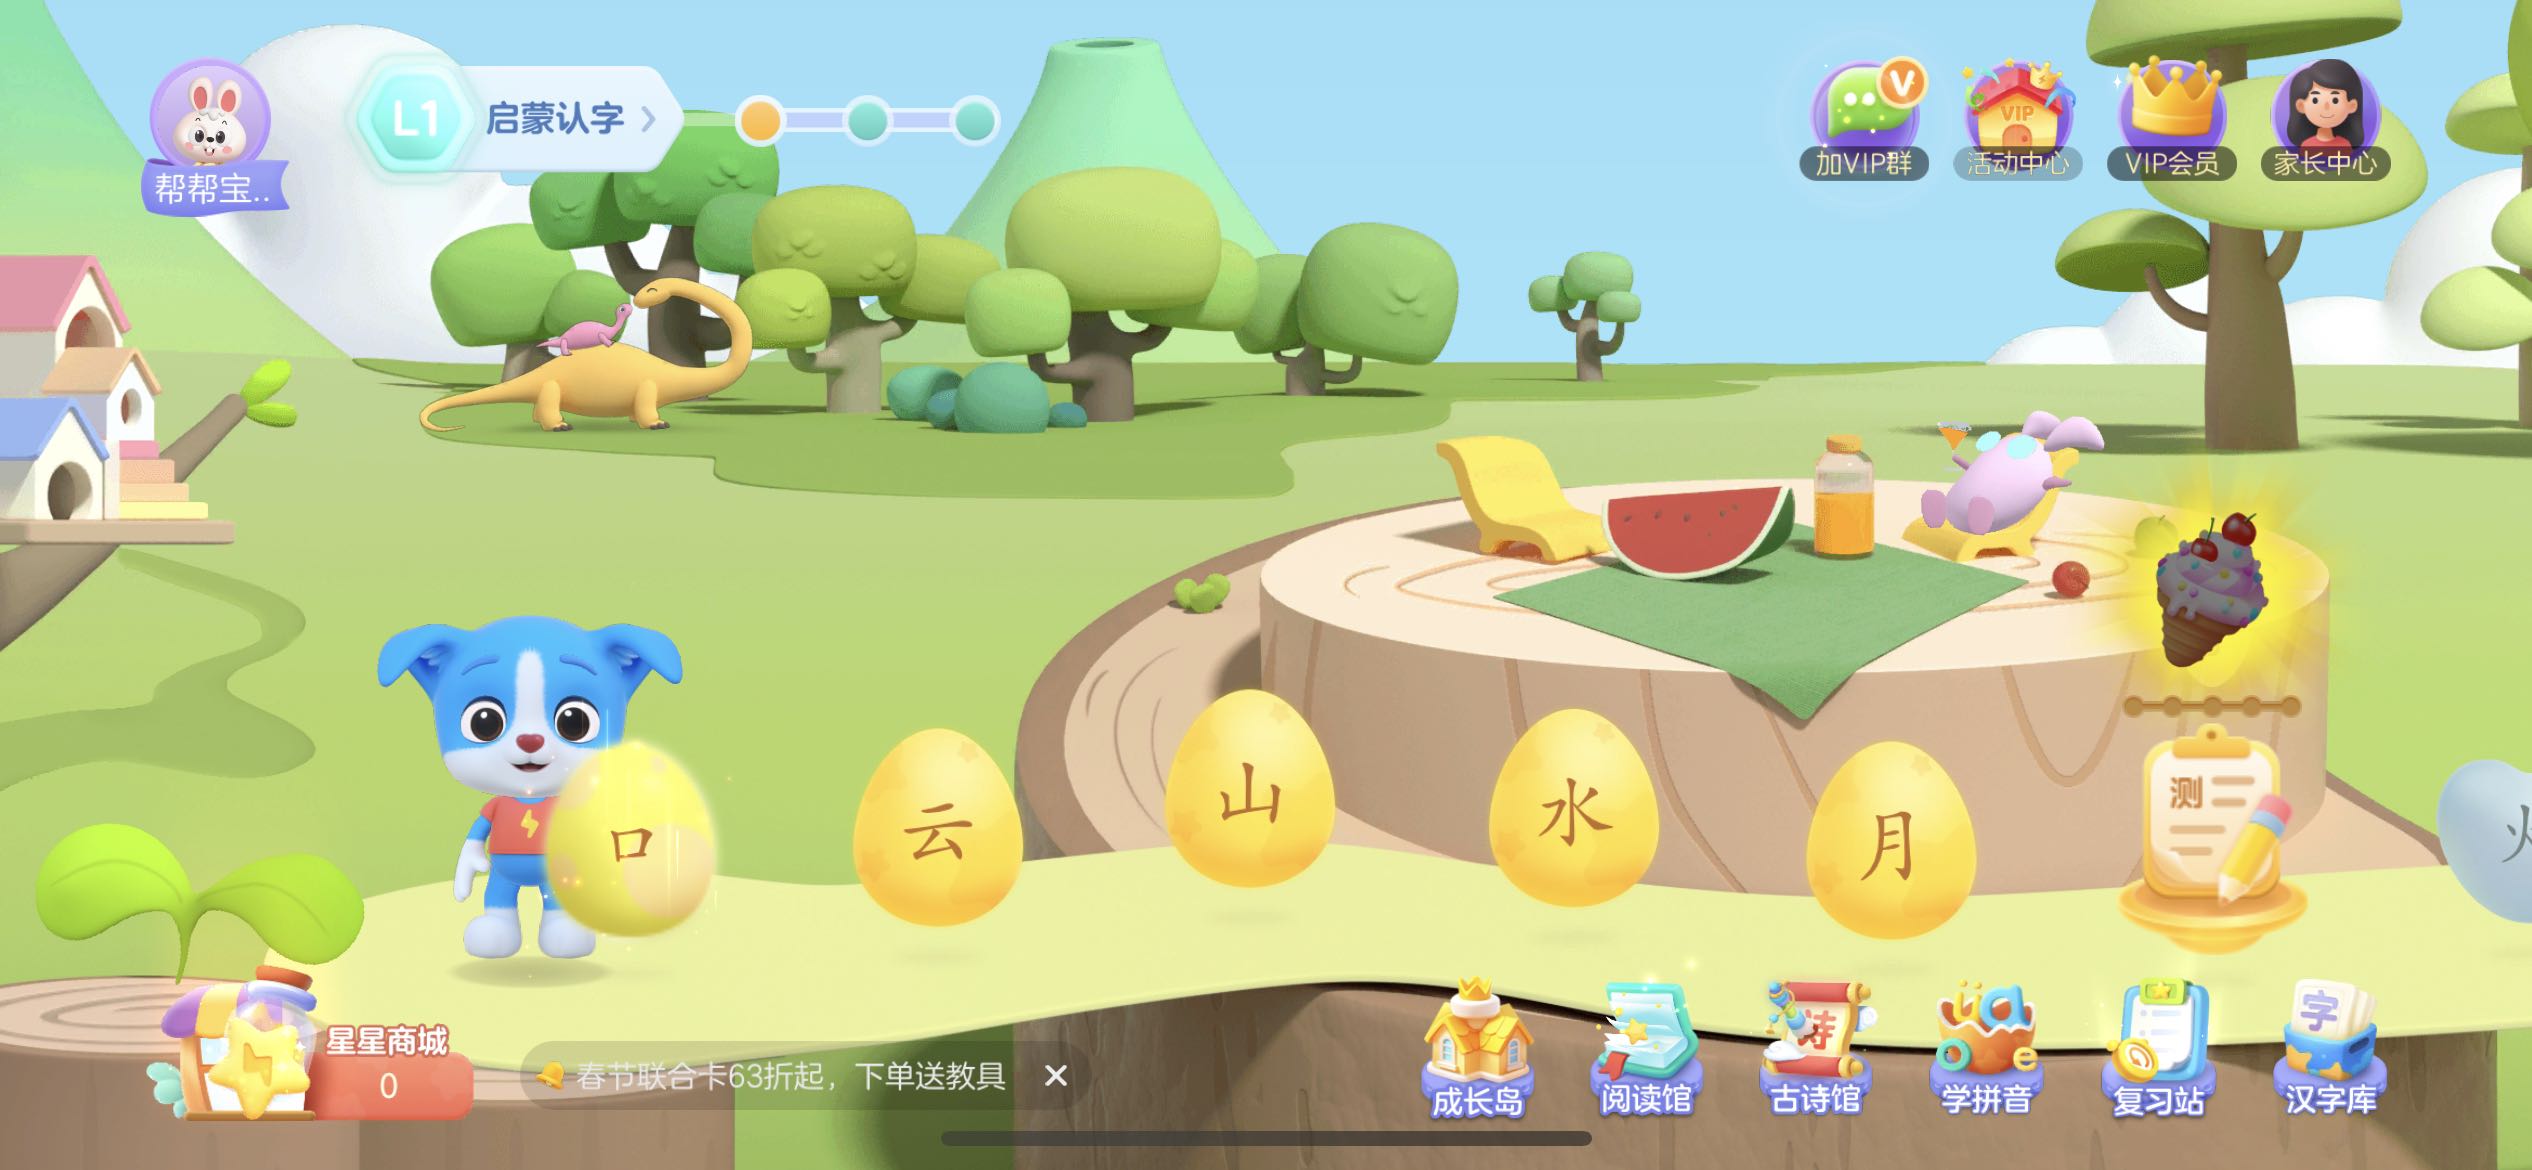 L1
启蒙认字
帮帮宝..
V
加VIP群
VIP
活动中心
VIP会员
家长中心
口
云
山
水
月
测
星星商城
0
春节联合卡63折起，下单送教具
诗
üa
o
e
字
成长岛
阅读馆
古诗馆
学拼音
复习站
汉字库